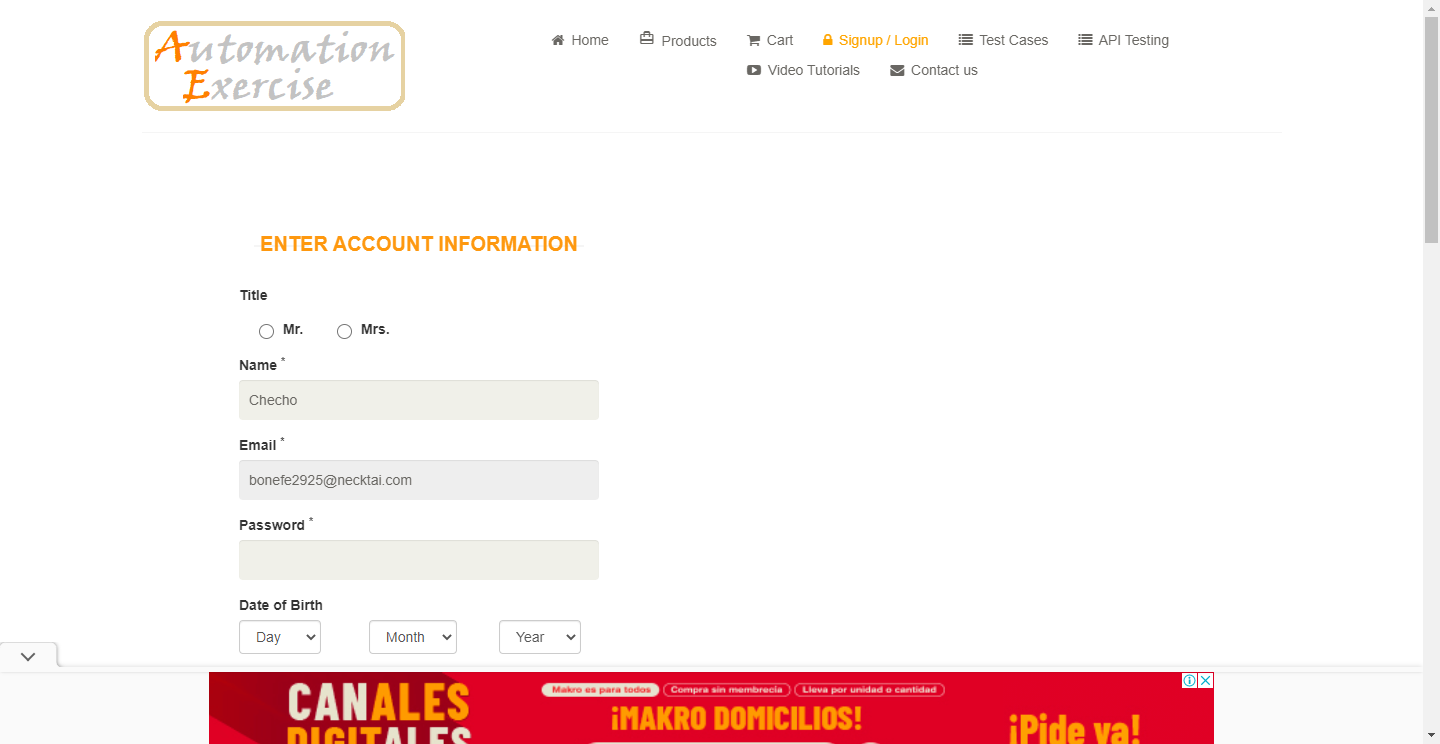 Automation
Exercise
Home
Products
Cart
Signup / Login
Test Cases
API Testing
Video Tutorials
Contact us
ENTER ACCOUNT INFORMATION
Title
Mr.
Mrs.
Name *
Checho
Email *
bonefe2925@necktai.com
Password *
Date of Birth
Day
Month
Year
CANALES
DIGITALES
Makro es para todos
Compra sin membrecia
Lleva por unidad o cantidad
¡MAKRO DOMICILIOS!
¡Pide ya!